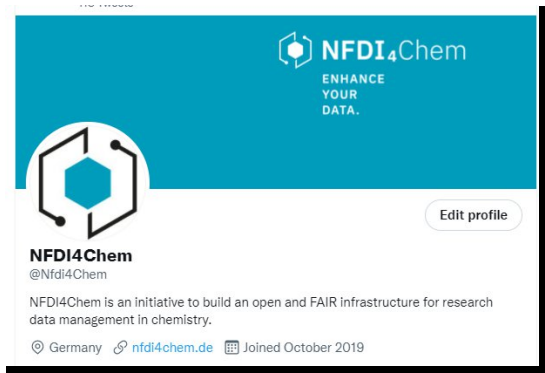 NFDI4Chem
ENHANCE
YOUR
DATA.
Edit profile
NFDI4Chem
@Nfdi4Chem
NFDI4Chem is an initiative to build an open and FAIR infrastructure for research
data management in chemistry.
Germany nfdi4chem.de Joined October 2019